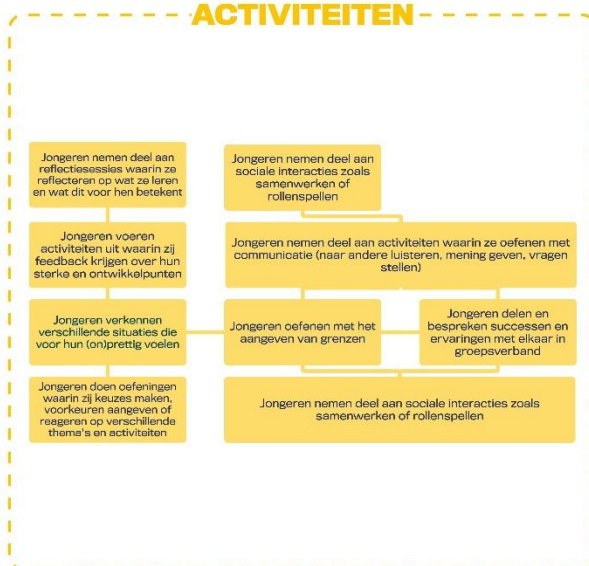 ACTIVITEITEN
Jongeren nemen deel aan
reflectiesessies waarin ze
reflecteren op wat ze leren
en wat dit voor hen betekent
Jongeren nemen deel aan
sociale interacties zoals
samenwerken of
rollenspellen
Jongeren voeren
activiteiten uit waarin zij
feedback krijgen over hun
sterke en ontwikkelpunten
Jongeren nemen deel aan activiteiten waarin ze oefenen met
communicatie (naar andere luisteren, mening geven, vragen
stellen)
Jongeren verkennen
verschillende situaties die
voor hun (on)prettig voelen
Jongeren oefenen met het
aangeven van grenzen
Jongeren delen en
bespreken successen en
ervaringen met elkaar in
groepsverband
Jongeren doen oefeningen
waarin zij keuzes maken,
voorkeuren aangeven of
reageren op verschillende
thema's en activiteiten
Jongeren nemen deel aan sociale interacties zoals
samenwerken of rollenspellen